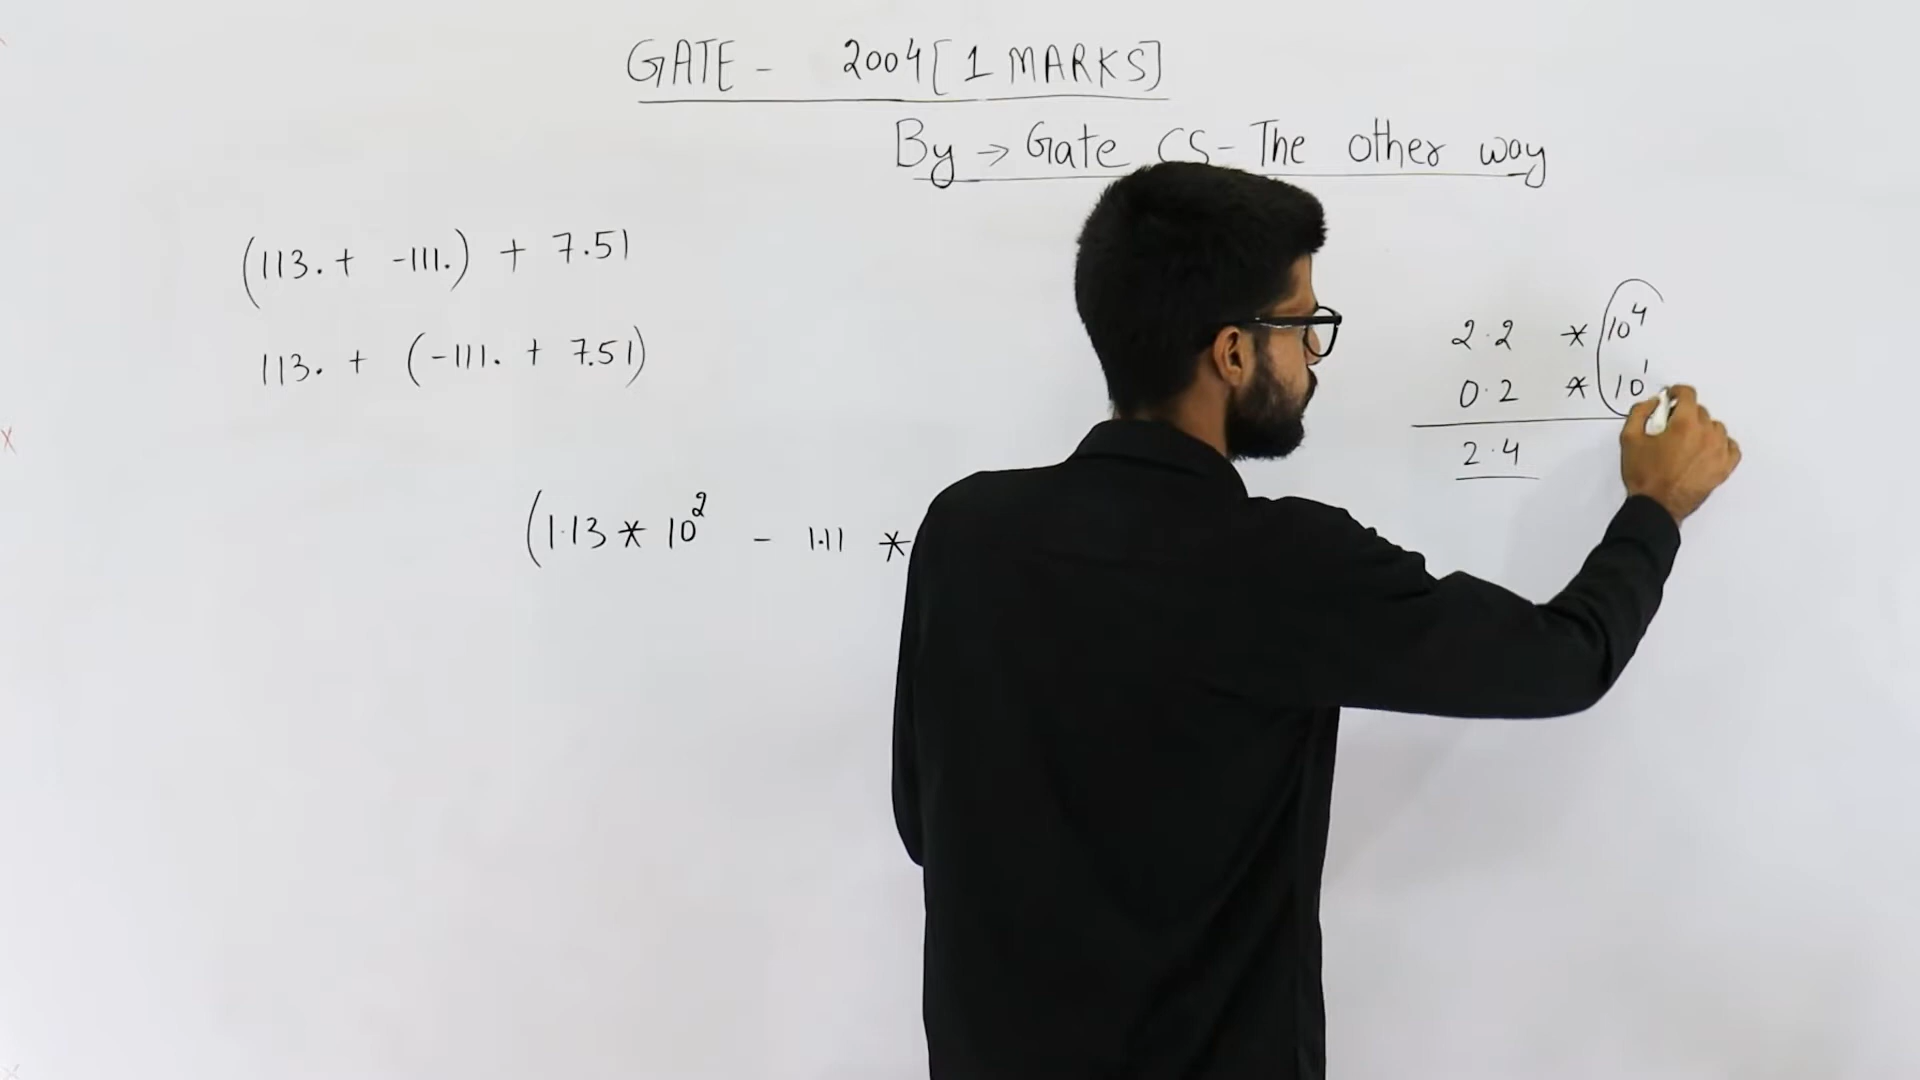 GATE - 2004 [1 MARKS]
By → Gate CS - The other way
(113. + -111.) + 7.51
113. + (-111. + 7.51)
(1.13 * 10² - 1.11 *
2.2 * 10⁴
0.2 * 10¹
2.4